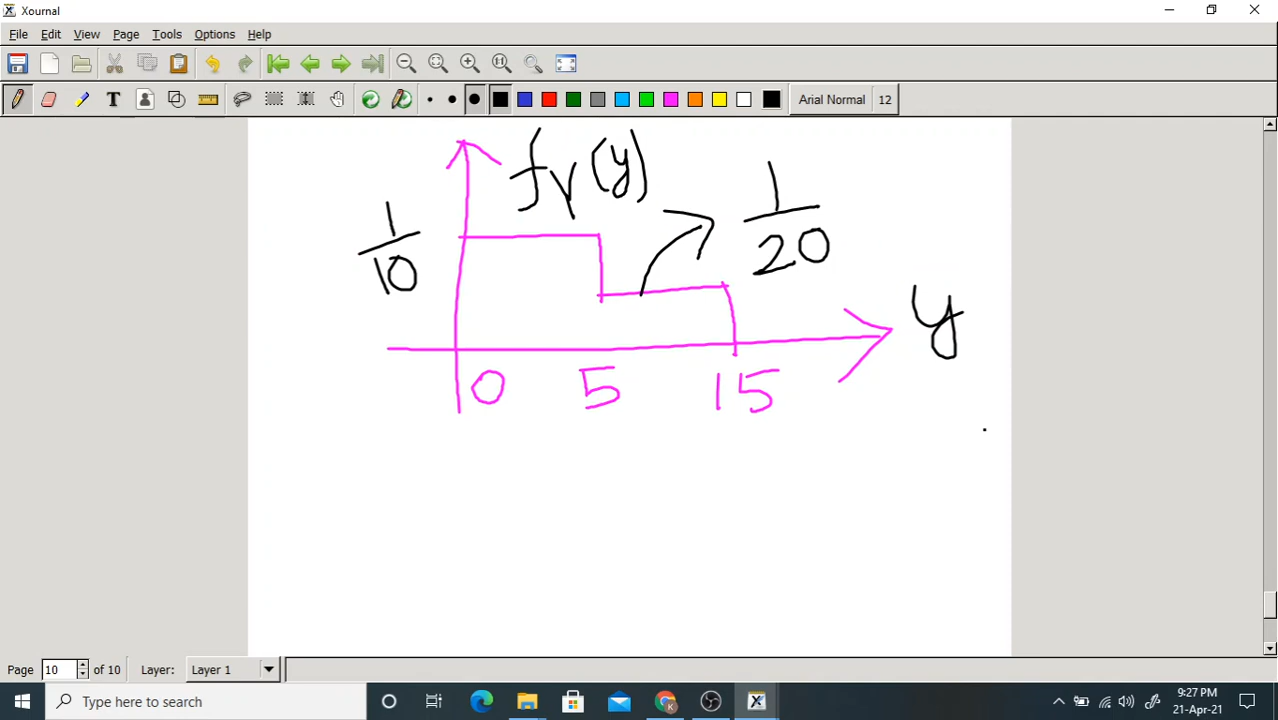 Xournal
File Edit View Page Tools Options Help
Arial Normal 12
fY(y)
1
10
1
20
y
0 5 15
Page 10 of 10 Layer: Layer 1
Type here to search
9:27 PM
21-Apr-21